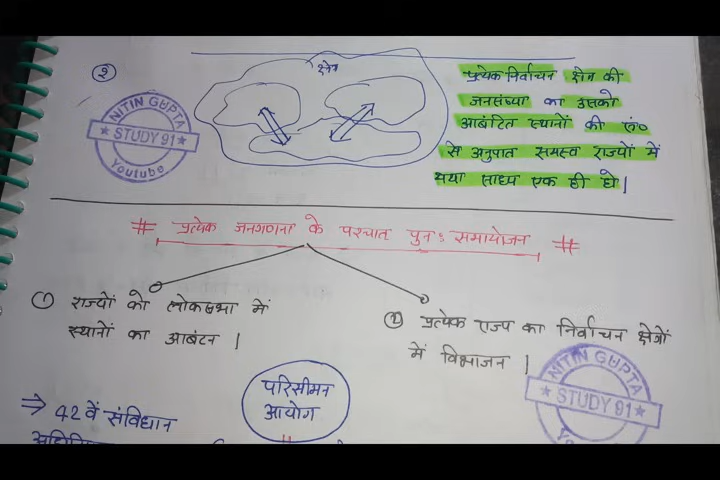 २
क्षेत्र
प्रत्येक निर्वाचन क्षेत्र की
जनसंख्या का उसको
आबंटित स्थानों की सं०
से अनुपात समस्त राज्यों में
यथा साध्य एक ही हो |
NITIN GUPTA
STUDY 91
Youtube
# प्रत्येक जनगणना के पश्चात पुनः समायोजन #
① राज्यों को लोकसभा में
स्थानों का आबंटन |
② प्रत्येक राज्य का निर्वाचन क्षेत्रों
में विभाजन |
परिसीमन
आयोग
NITIN GUPTA
STUDY 91
⇒ 42 वें संविधान